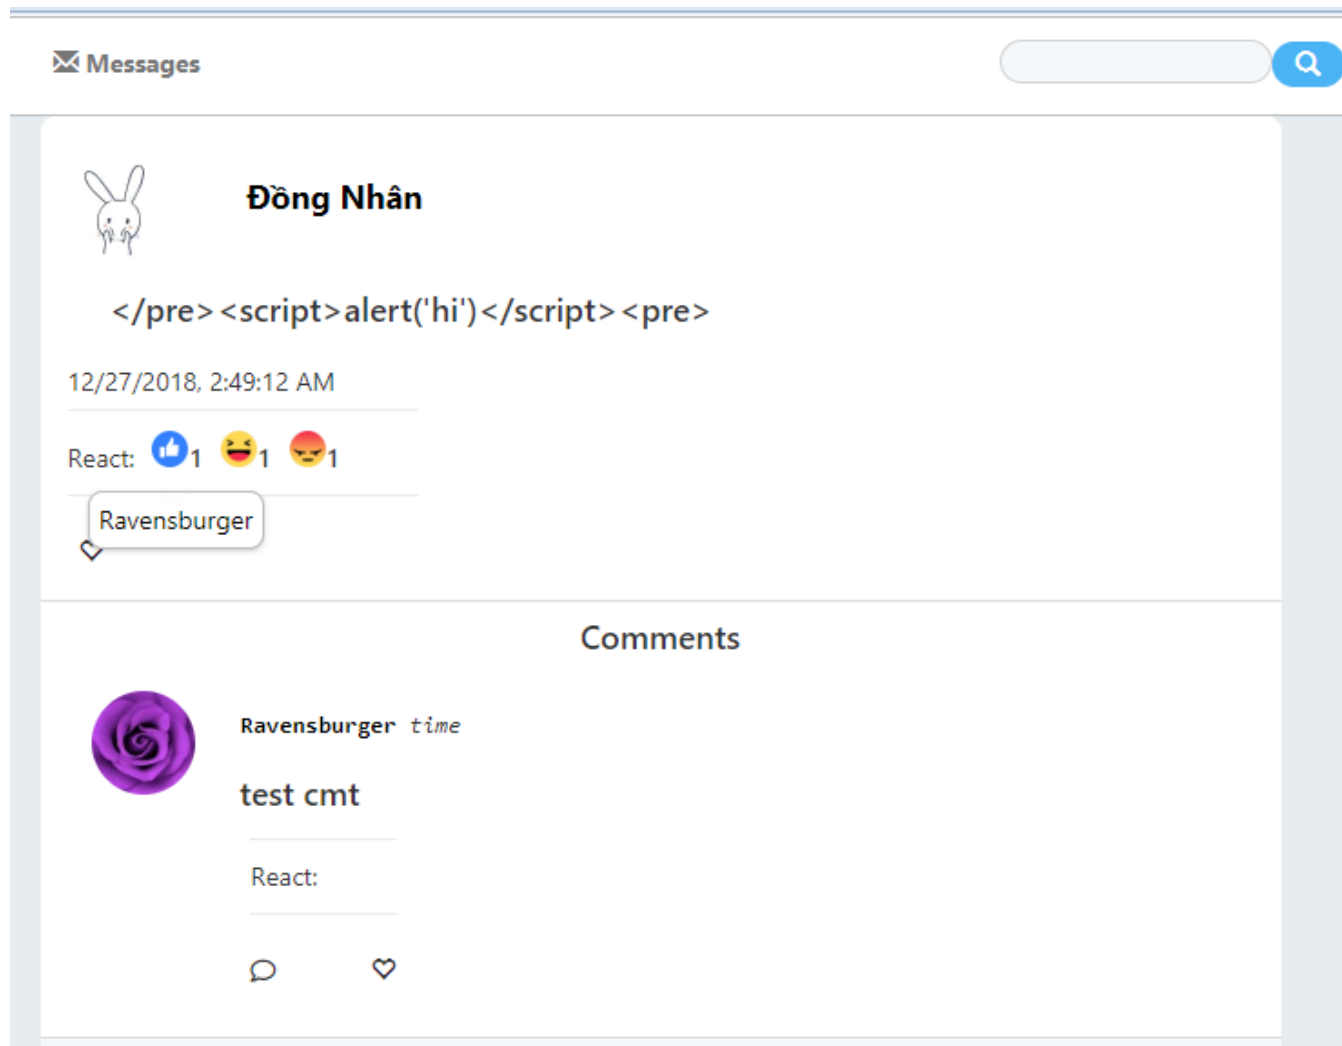 Messages
Đồng Nhân
</pre><script>alert('hi')</script><pre>
12/27/2018, 2:49:12 AM
React: 1 1 1
Ravensburger
Comments
Ravensburger time
test cmt
React: